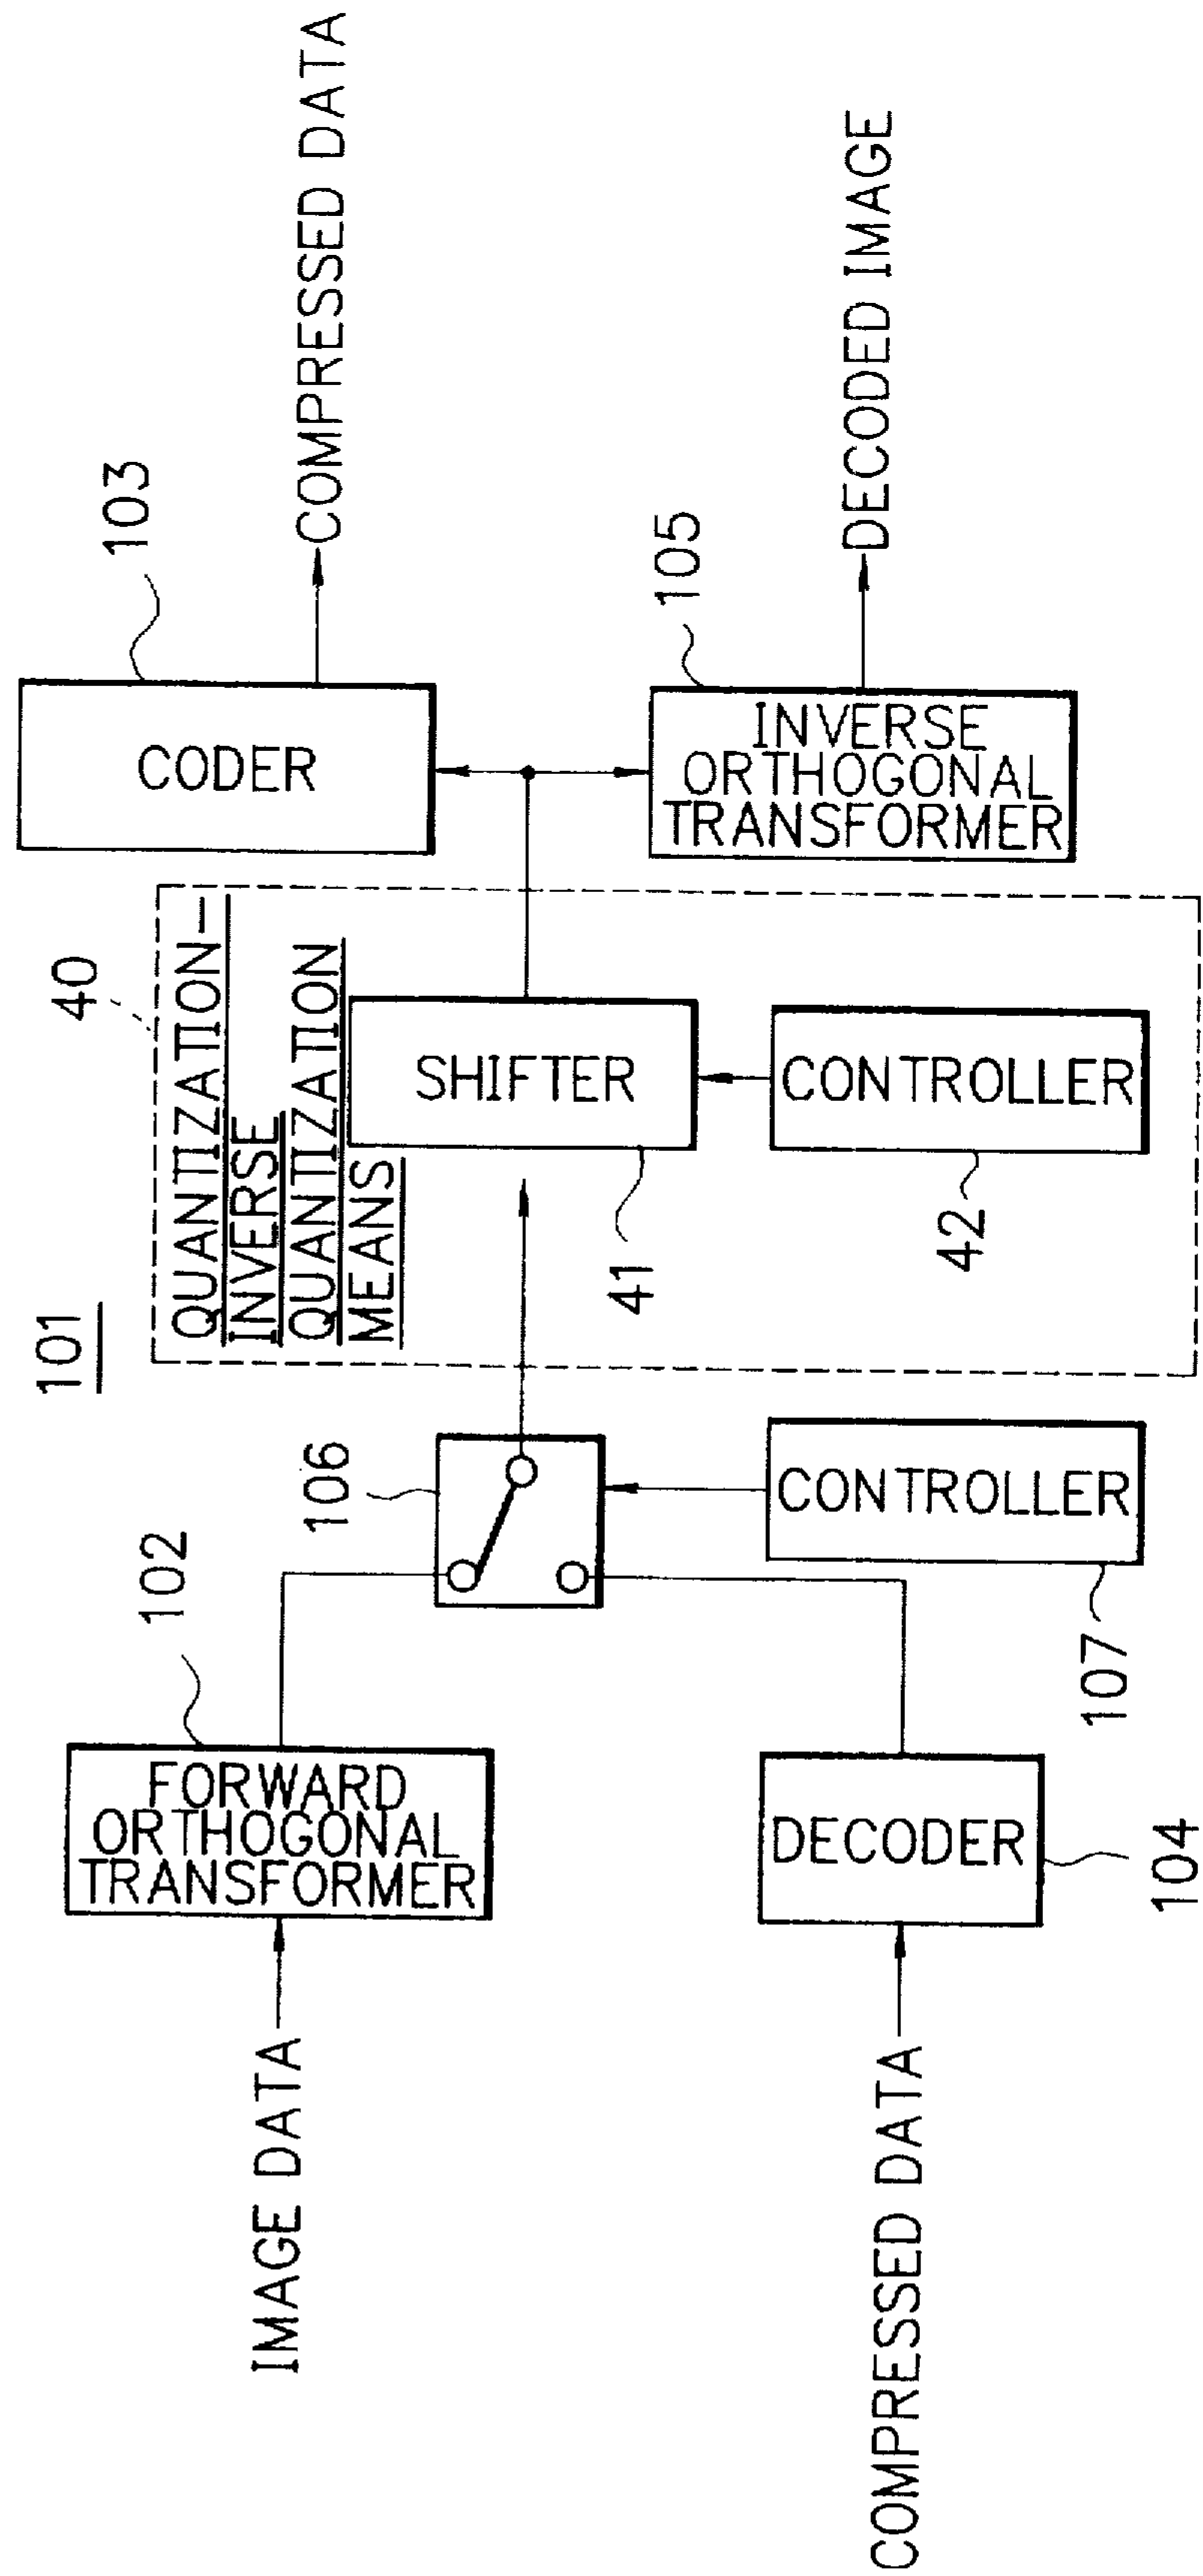 101
IMAGE DATA
FORWARD
ORTHOGONAL
TRANSFORMER
102
106
40
QUANTIZATION-
INVERSE
QUANTIZATION
MEANS
SHIFTER
41
CONTROLLER
42
CODER
103
COMPRESSED DATA
COMPRESSED DATA
DECODER
104
CONTROLLER
107
INVERSE
ORTHOGONAL
TRANSFORMER
105
DECODED IMAGE